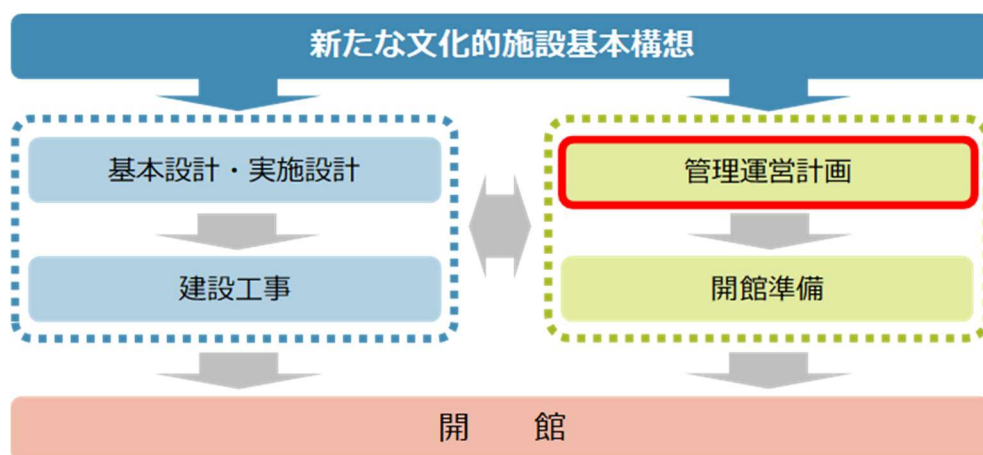 新たな文化的施設基本構想
基本設計・実施設計
管理運営計画
建設工事
開館準備
開　館